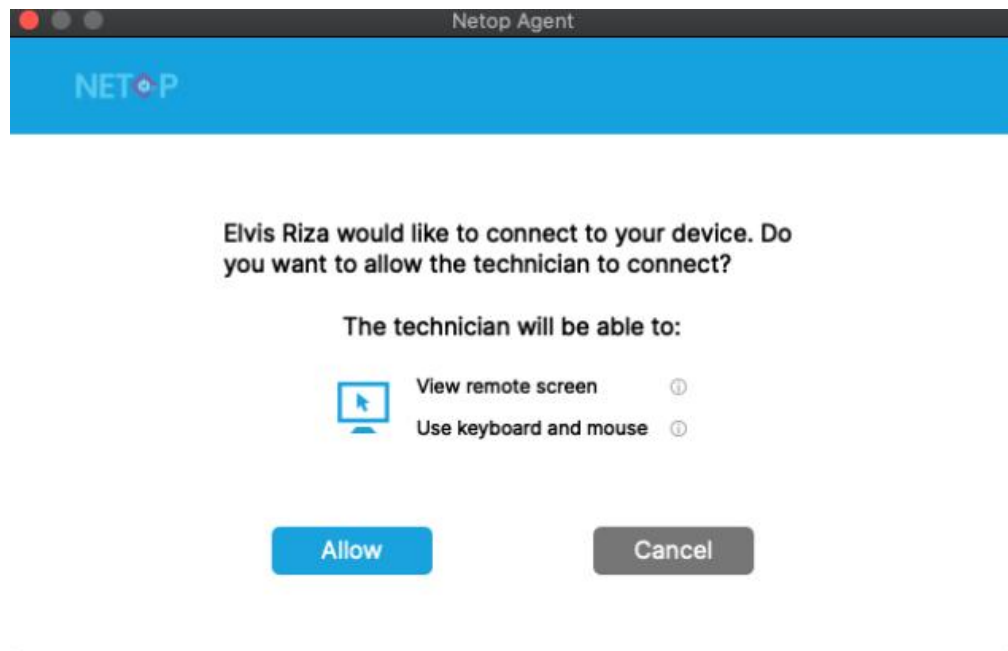 Netop Agent
NETOP
Elvis Riza would like to connect to your device. Do
you want to allow the technician to connect?
The technician will be able to:
View remote screen
Use keyboard and mouse
Allow
Cancel